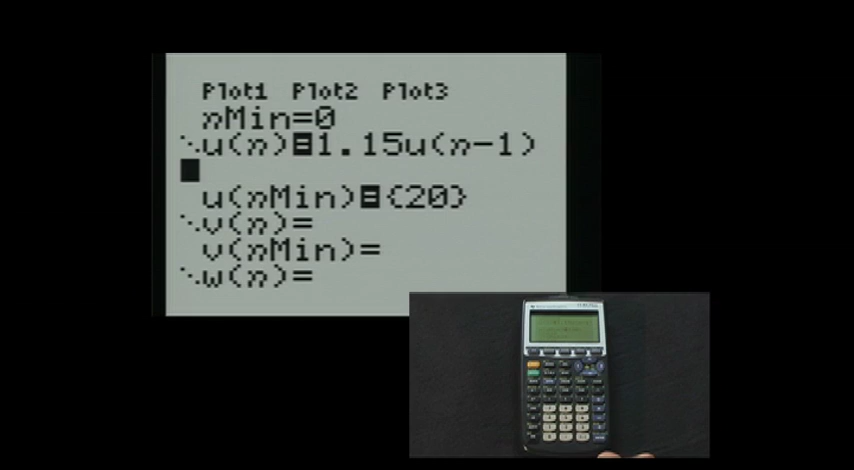 Plot1 Plot2 Plot3
nMin=0
u(n)=1.15u(n-1)
u(nMin)={20}
v(n)=
v(nMin)=
w(n)=